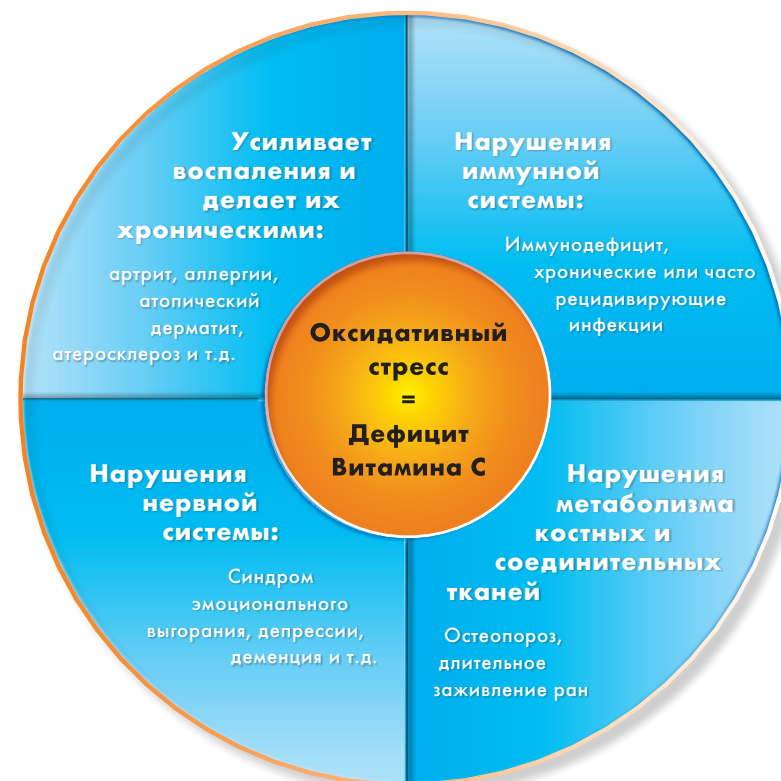 Усиливает
воспаления и
делает их
хроническими:
артрит, аллергии,
атопический
дерматит,
атеросклероз и т.д.
Нарушения
иммунной
системы:
Иммунодефицит,
хронические или часто
рецидивирующие
инфекции
Оксидативный
стресс
=
Дефицит
Витамина С
Нарушения
нервной
системы:
Синдром
эмоционального
выгорания, депрессии,
деменция и т.д.
Нарушения
метаболизма
костных и
соединительных
тканей
Остеопороз,
длительное
заживление ран